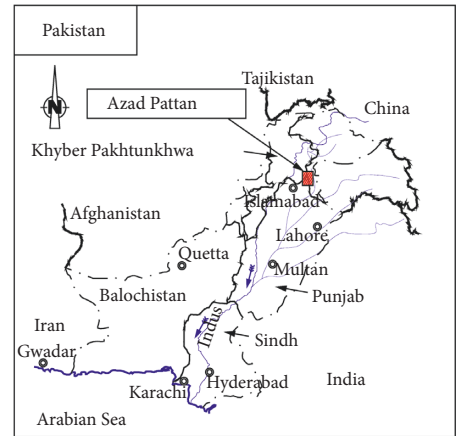 Pakistan
N
Tajikistan
Azad Pattan
China
Khyber Pakhtunkhwa
Islamabad
Afghanistan
Lahore
Quetta
Multan
Balochistan
Punjab
Indus
Iran
Sindh
Gwadar
Karachi
Hyderabad
India
Arabian Sea